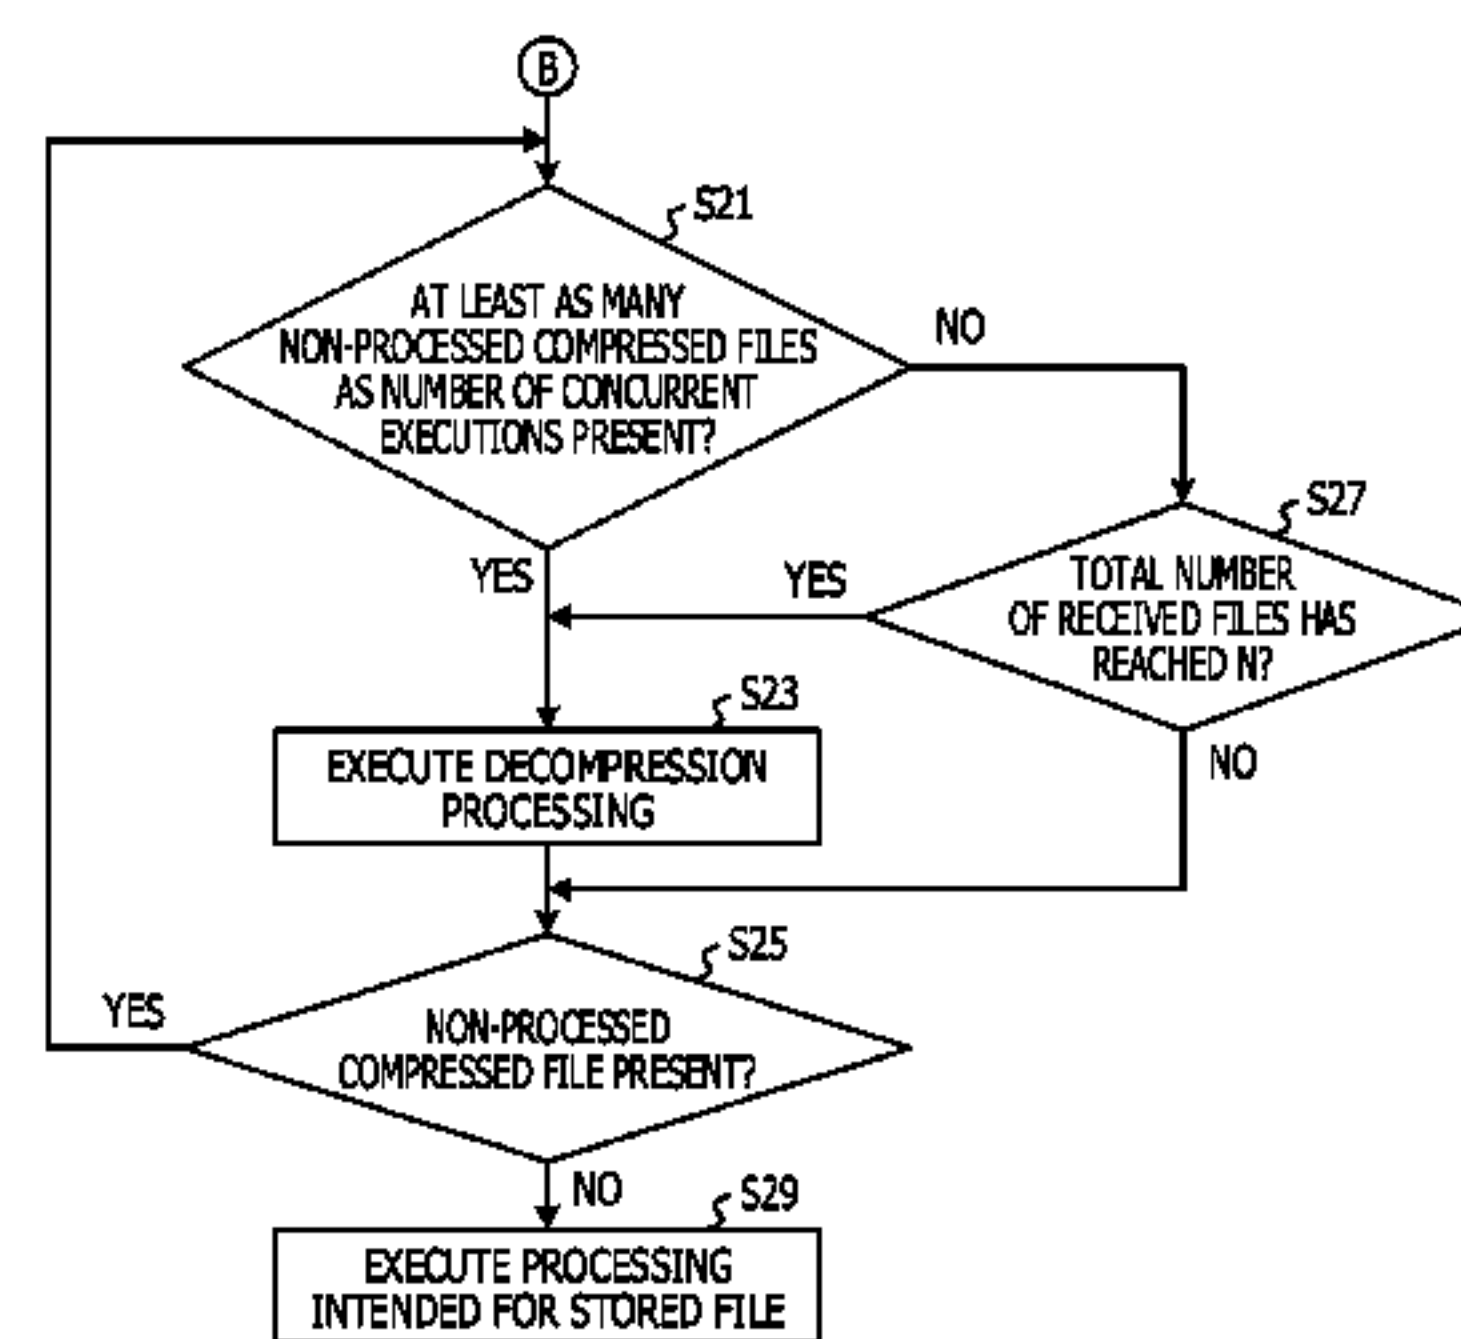 B
S21
AT LEAST AS MANY
NON-PROCESSED COMPRESSED FILES
AS NUMBER OF CONCURRENT
EXECUTIONS PRESENT?
NO
YES
S27
TOTAL NUMBER
OF RECEIVED FILES HAS
REACHED N?
YES
NO
S23
EXECUTE DECOMPRESSION
PROCESSING
S25
NON-PROCESSED
COMPRESSED FILE PRESENT?
YES
NO
S29
EXECUTE PROCESSING
INTENDED FOR STORED FILE